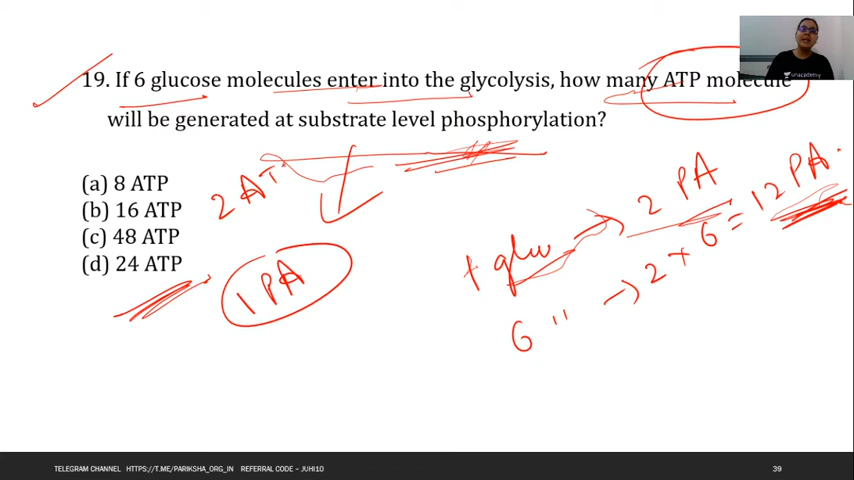 unacademy
19. If 6 glucose molecules enter into the glycolysis, how many ATP molecule
will be generated at substrate level phosphorylation?
(a) 8 ATP
(b) 16 ATP
(c) 48 ATP
(d) 24 ATP
2 AT
1 PA
1 glu → 2 PA
6 " → 2 × 6 = 12 PA
TELEGRAM CHANNEL HTTPS://T.ME/PARIKSHA_ORG_IN REFERRAL CODE – JUHI10
39